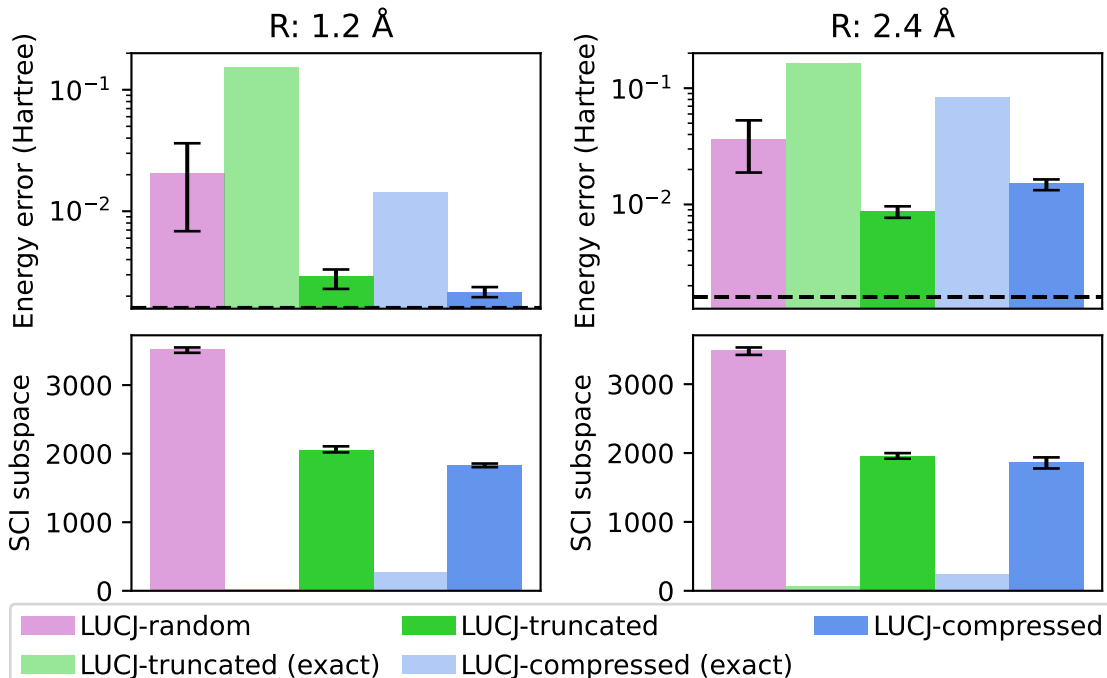 R: 1.2 Å
R: 2.4 Å
Energy error (Hartree)
10⁻¹
10⁻²
Energy error (Hartree)
10⁻¹
10⁻²
SCI subspace
3000
2000
1000
0
SCI subspace
3000
2000
1000
0
LUCJ-random
LUCJ-truncated
LUCJ-compressed
LUCJ-truncated (exact)
LUCJ-compressed (exact)